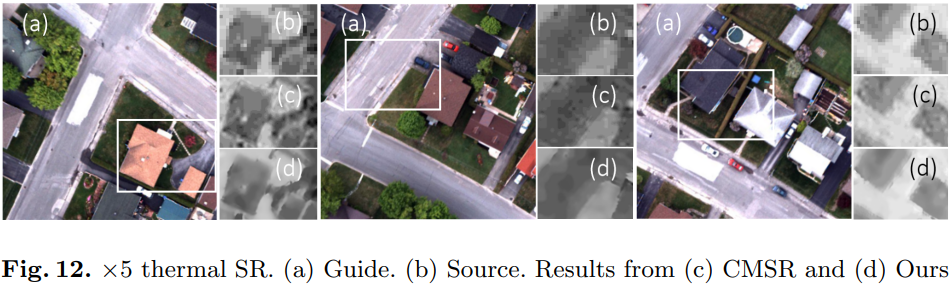 (a) (b) (a) (b) (a) (b)
(c) (c) (c)
(d) (d) (d)
Fig. 12. ×5 thermal SR. (a) Guide. (b) Source. Results from (c) CMSR and (d) Ours